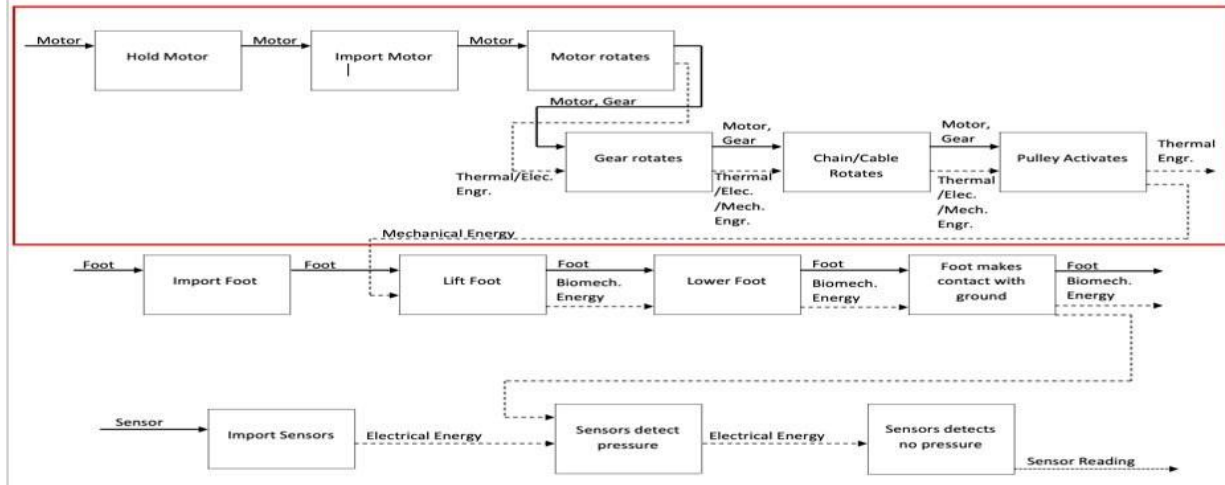 Motor
Hold Motor
Motor
Import Motor
Motor
Motor rotates
Motor, Gear
Thermal/Elec.
Engr.
Gear rotates
Motor,
Gear
Thermal
/Elec.
/Mech.
Engr.
Chain/Cable
Rotates
Motor,
Gear
Thermal
/Elec.
/Mech.
Engr.
Pulley Activates
Thermal
Engr.
Mechanical Energy
Foot
Import Foot
Foot
Lift Foot
Foot
Biomech.
Energy
Lower Foot
Foot
Biomech.
Energy
Foot makes
contact with
ground
Foot
Biomech.
Energy
Sensor
Import Sensors
Electrical Energy
Sensors detect
pressure
Electrical Energy
Sensors detects
no pressure
Sensor Reading